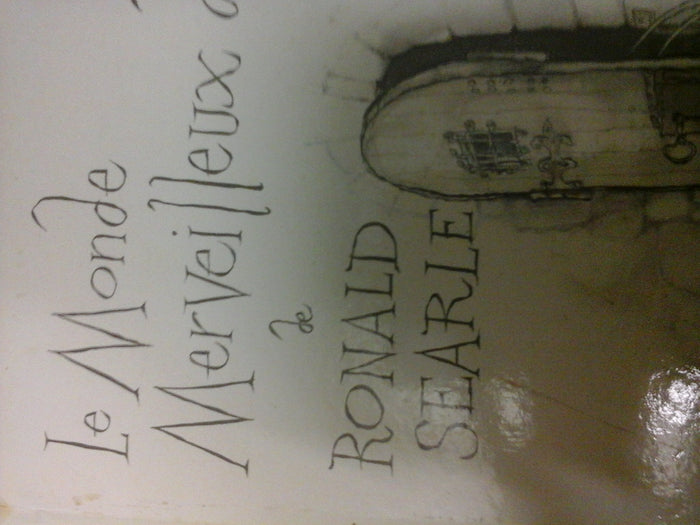 Le Monde
Merveilleux
de
RONALD
SEARLE